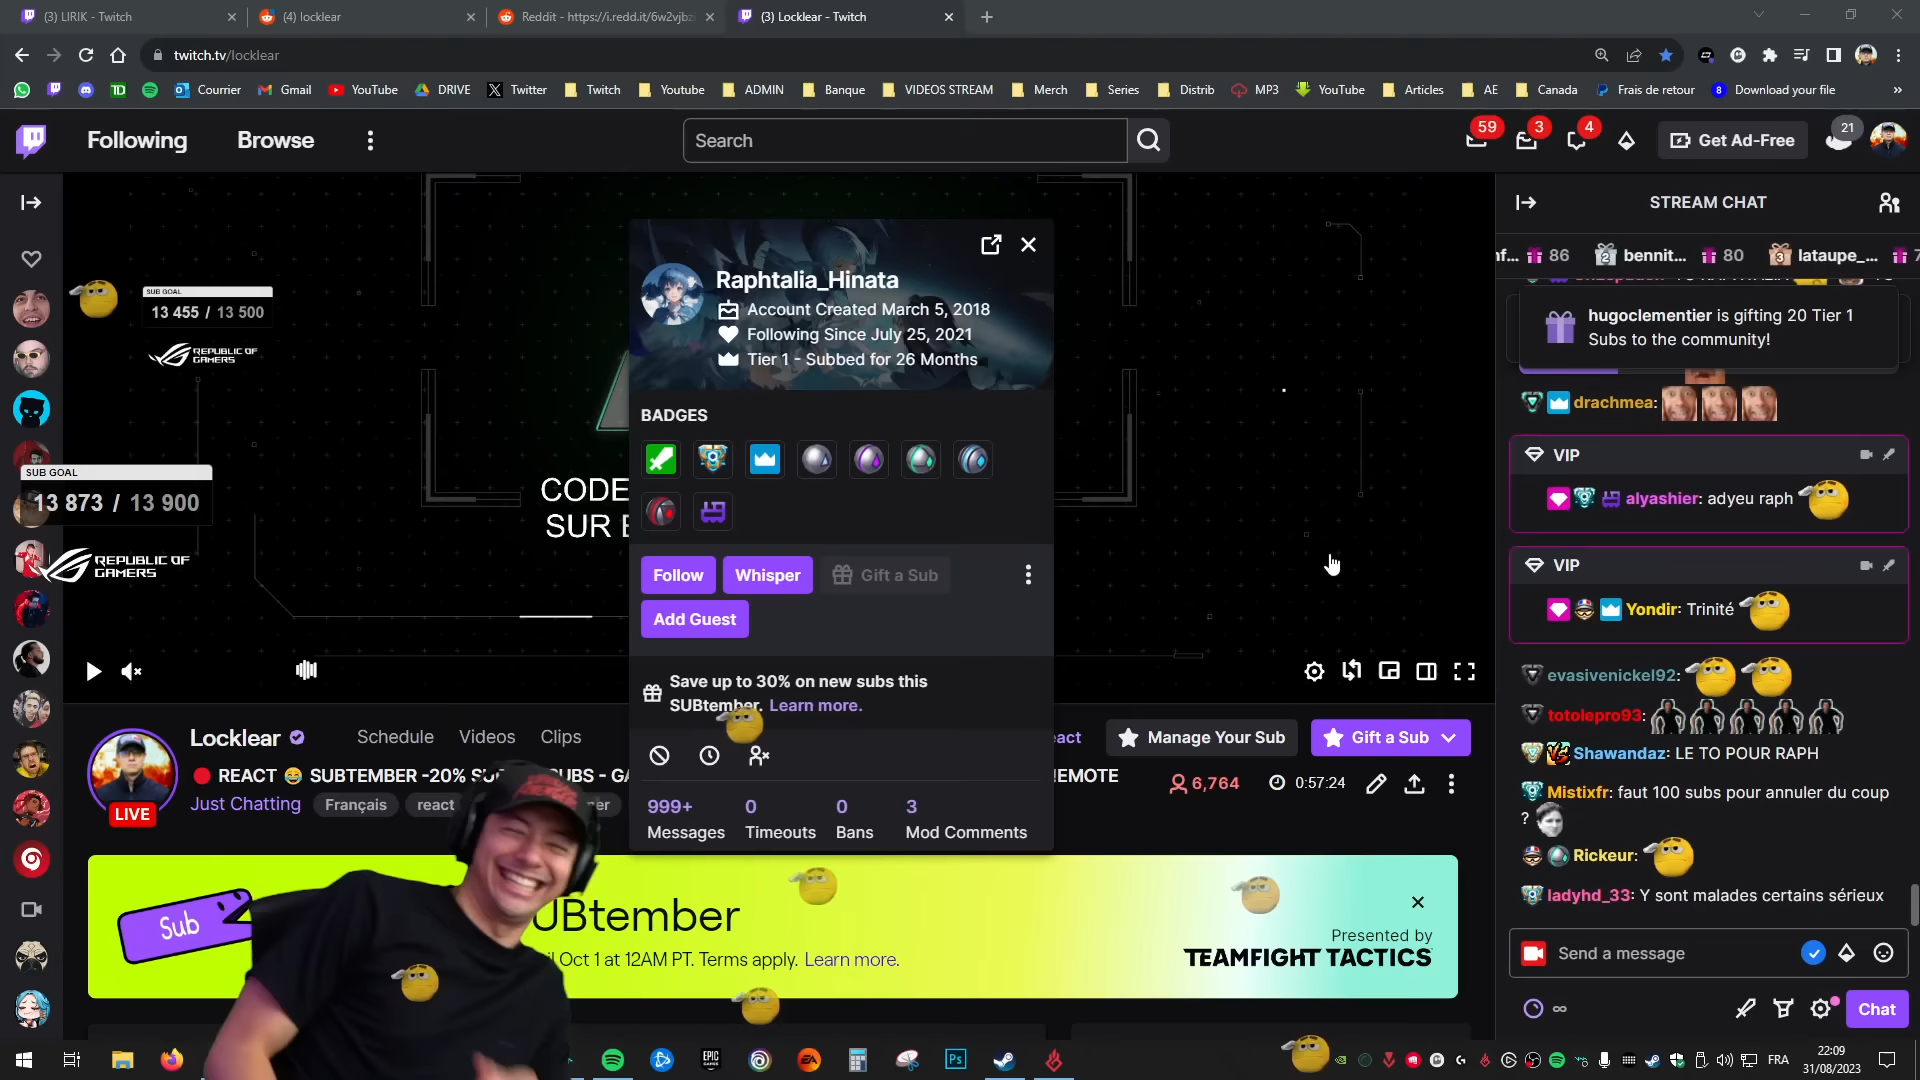 (3) LIRIK - Twitch
(4) locklear
Reddit - https://i.redd.it/6w2vjbz
(3) Locklear - Twitch
twitch.tv/locklear
Courrier
Gmail
YouTube
DRIVE
Twitter
Twitch
Youtube
ADMIN
Banque
VIDEOS STREAM
Merch
Series
Distrib
MP3
YouTube
Articles
AE
Canada
Frais de retour
Download your file
»
Following
Browse
Search
59
3
4
Get Ad-Free
21
SUB GOAL
13 455 / 13 500
REPUBLIC OF
GAMERS
SUB GOAL
13 873 / 13 900
REPUBLIC OF
GAMERS
CODE
SUR
Raphtalia_Hinata
Account Created March 5, 2018
Following Since July 25, 2021
Tier 1 - Subbed for 26 Months
BADGES
Follow
Whisper
Gift a Sub
Add Guest
Save up to 30% on new subs this
SUBtember. Learn more.
999+
Messages
0
Timeouts
0
Bans
3
Mod Comments
Locklear
Schedule
Videos
Clips
act
Manage Your Sub
Gift a Sub
REACT 😂 SUBTEMBER -20% SU
UBS - GA
!EMOTE
6,764
0:57:24
LIVE
Just Chatting
Français
react
er
Sub
UBtember
il Oct 1 at 12AM PT. Terms apply. Learn more.
Presented by
TEAMFIGHT TACTICS
STREAM CHAT
nf... 86
2 bennit... 80
3 lataupe_... 7
hugoclementier is gifting 20 Tier 1
Subs to the community!
drachmea:
VIP
alyashier: adyeu raph
VIP
Yondir: Trinité
evasivenickel92:
totolepro93:
Shawandaz: LE TO POUR RAPH
Mistixfr: faut 100 subs pour annuler du coup
?
Rickeur:
ladyhd_33: Y sont malades certains sérieux
Send a message
∞
Chat
EPIC
GAMES
EA
Ps
FRA
22:09
31/08/2023